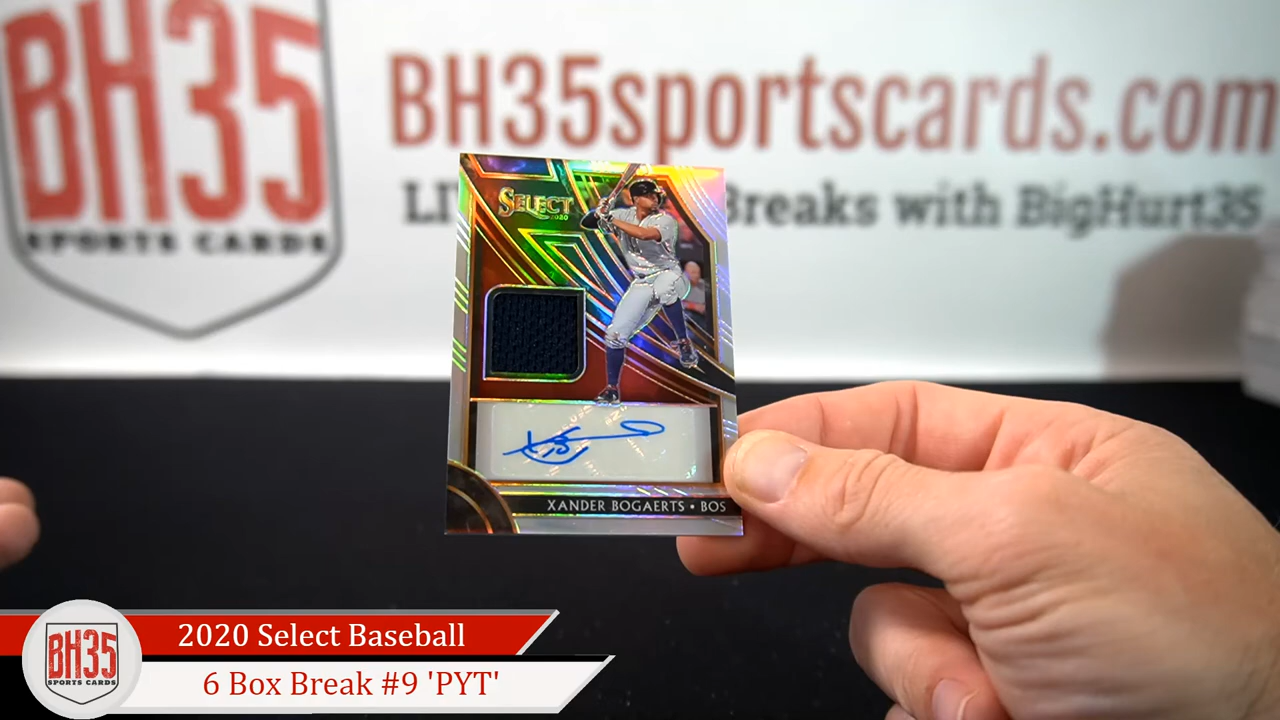 BH35
SPORTS CARDS
BH35sportscards.com
Breaks with BigHurt35
SELECT
2020
XANDER BOGAERTS • BOS
BH35
SPORTS CARDS
2020 Select Baseball
6 Box Break #9 'PYT'